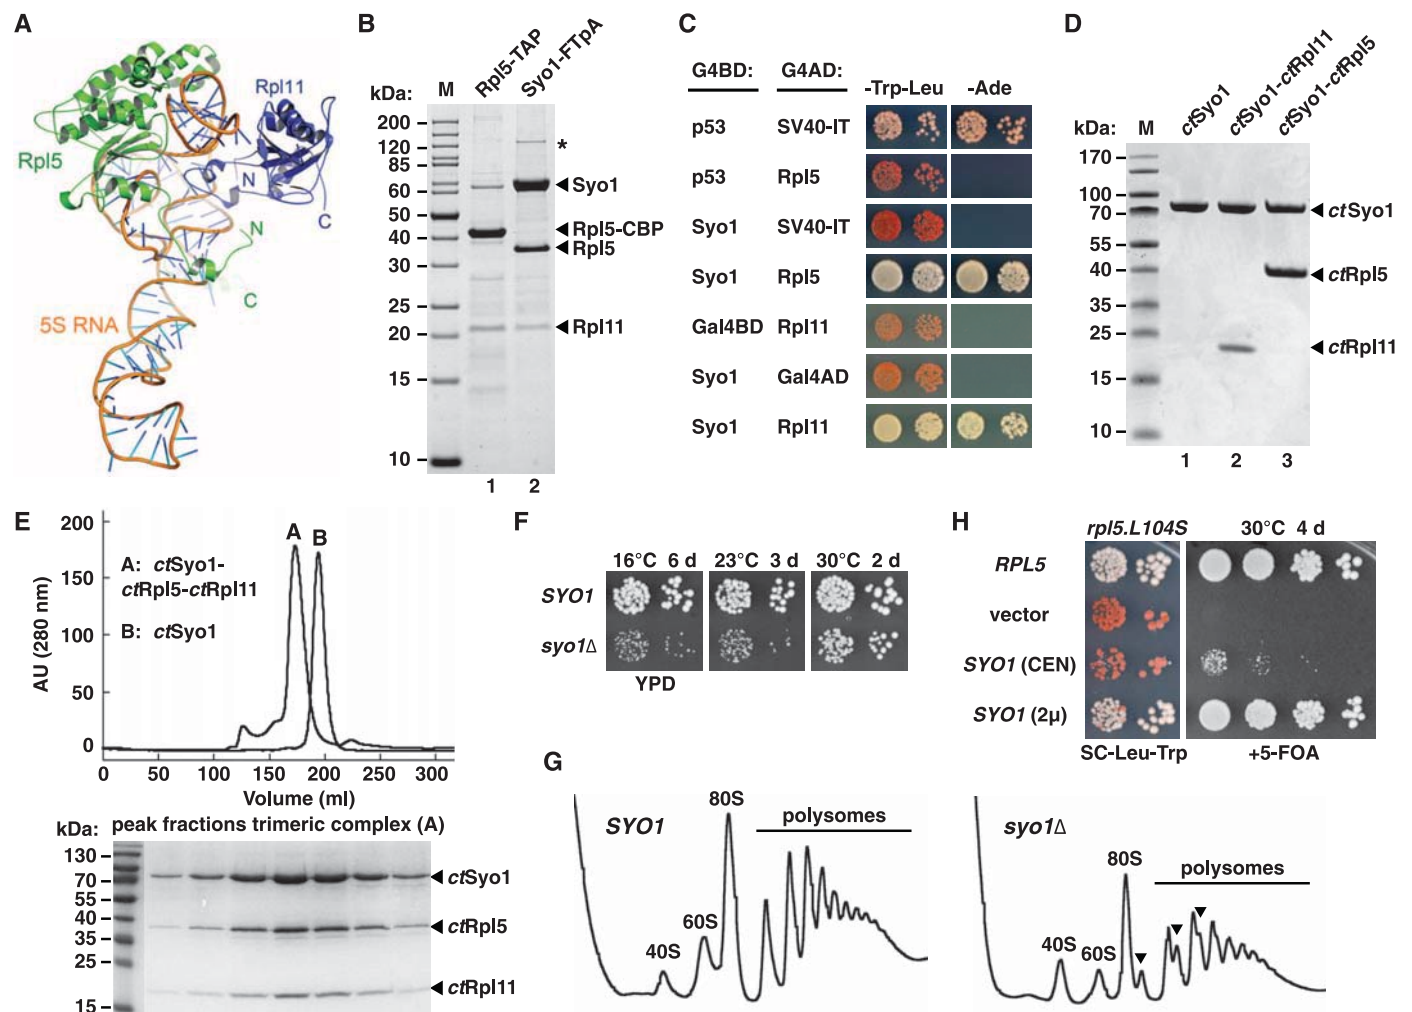 A
Rpl5
Rpl11
N
C
N
C
5S RNA
B
Rpl5-TAP
Syo1-FTpA
kDa:
M
200
120
85
60
50
40
30
25
20
15
10
*
Syo1
Rpl5-CBP
Rpl5
Rpl11
1 2
C
G4BD: G4AD:
-Trp-Leu -Ade
p53 SV40-IT
p53 Rpl5
Syo1 SV40-IT
Syo1 Rpl5
Gal4BD Rpl11
Syo1 Gal4AD
Syo1 Rpl11
D
ctSyo1
ctSyo1-ctRpl11
ctSyo1-ctRpl5
kDa: M
170
100
70
55
40
35
25
15
10
ctSyo1
ctRpl5
ctRpl11
1 2 3
E
AU (280 nm)
200
150
100
50
0
A B
A: ctSyo1-
ctRpl5-ctRpl11
B: ctSyo1
0 50 100 150 200 250 300
Volume (ml)
kDa: peak fractions trimeric complex (A)
130
70
55
40
35
25
15
ctSyo1
ctRpl5
ctRpl11
F
16°C 6 d 23°C 3 d 30°C 2 d
SYO1
syo1Δ
YPD
H
rpl5.L104S 30°C 4 d
RPL5
vector
SYO1 (CEN)
SYO1 (2μ)
SC-Leu-Trp +5-FOA
G
SYO1
40S
60S
80S
polysomes
syo1Δ
40S
60S
80S
polysomes